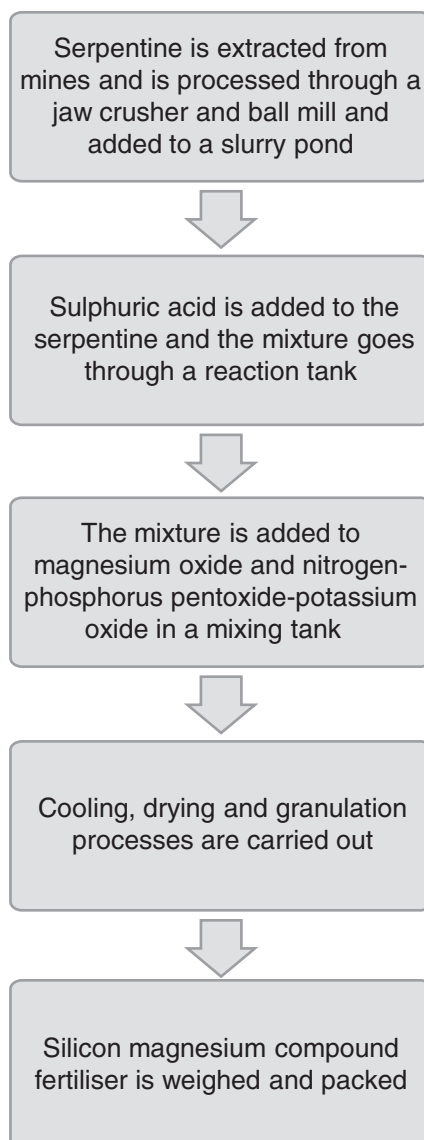 Serpentine is extracted from
mines and is processed through a
jaw crusher and ball mill and
added to a slurry pond
Sulphuric acid is added to the
serpentine and the mixture goes
through a reaction tank
The mixture is added to
magnesium oxide and nitrogen-
phosphorus pentoxide-potassium
oxide in a mixing tank
Cooling, drying and granulation
processes are carried out
Silicon magnesium compound
fertiliser is weighed and packed